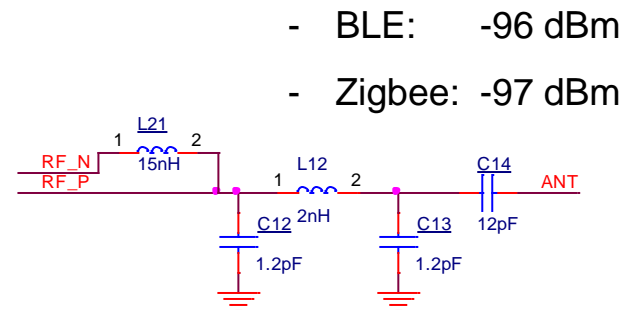 - BLE: -96 dBm
- Zigbee: -97 dBm
L21
1 2
RF_N 15nH
RF_P 1 L12 2 C14 ANT
C12 2nH C13 12pF
1.2pF 1.2pF